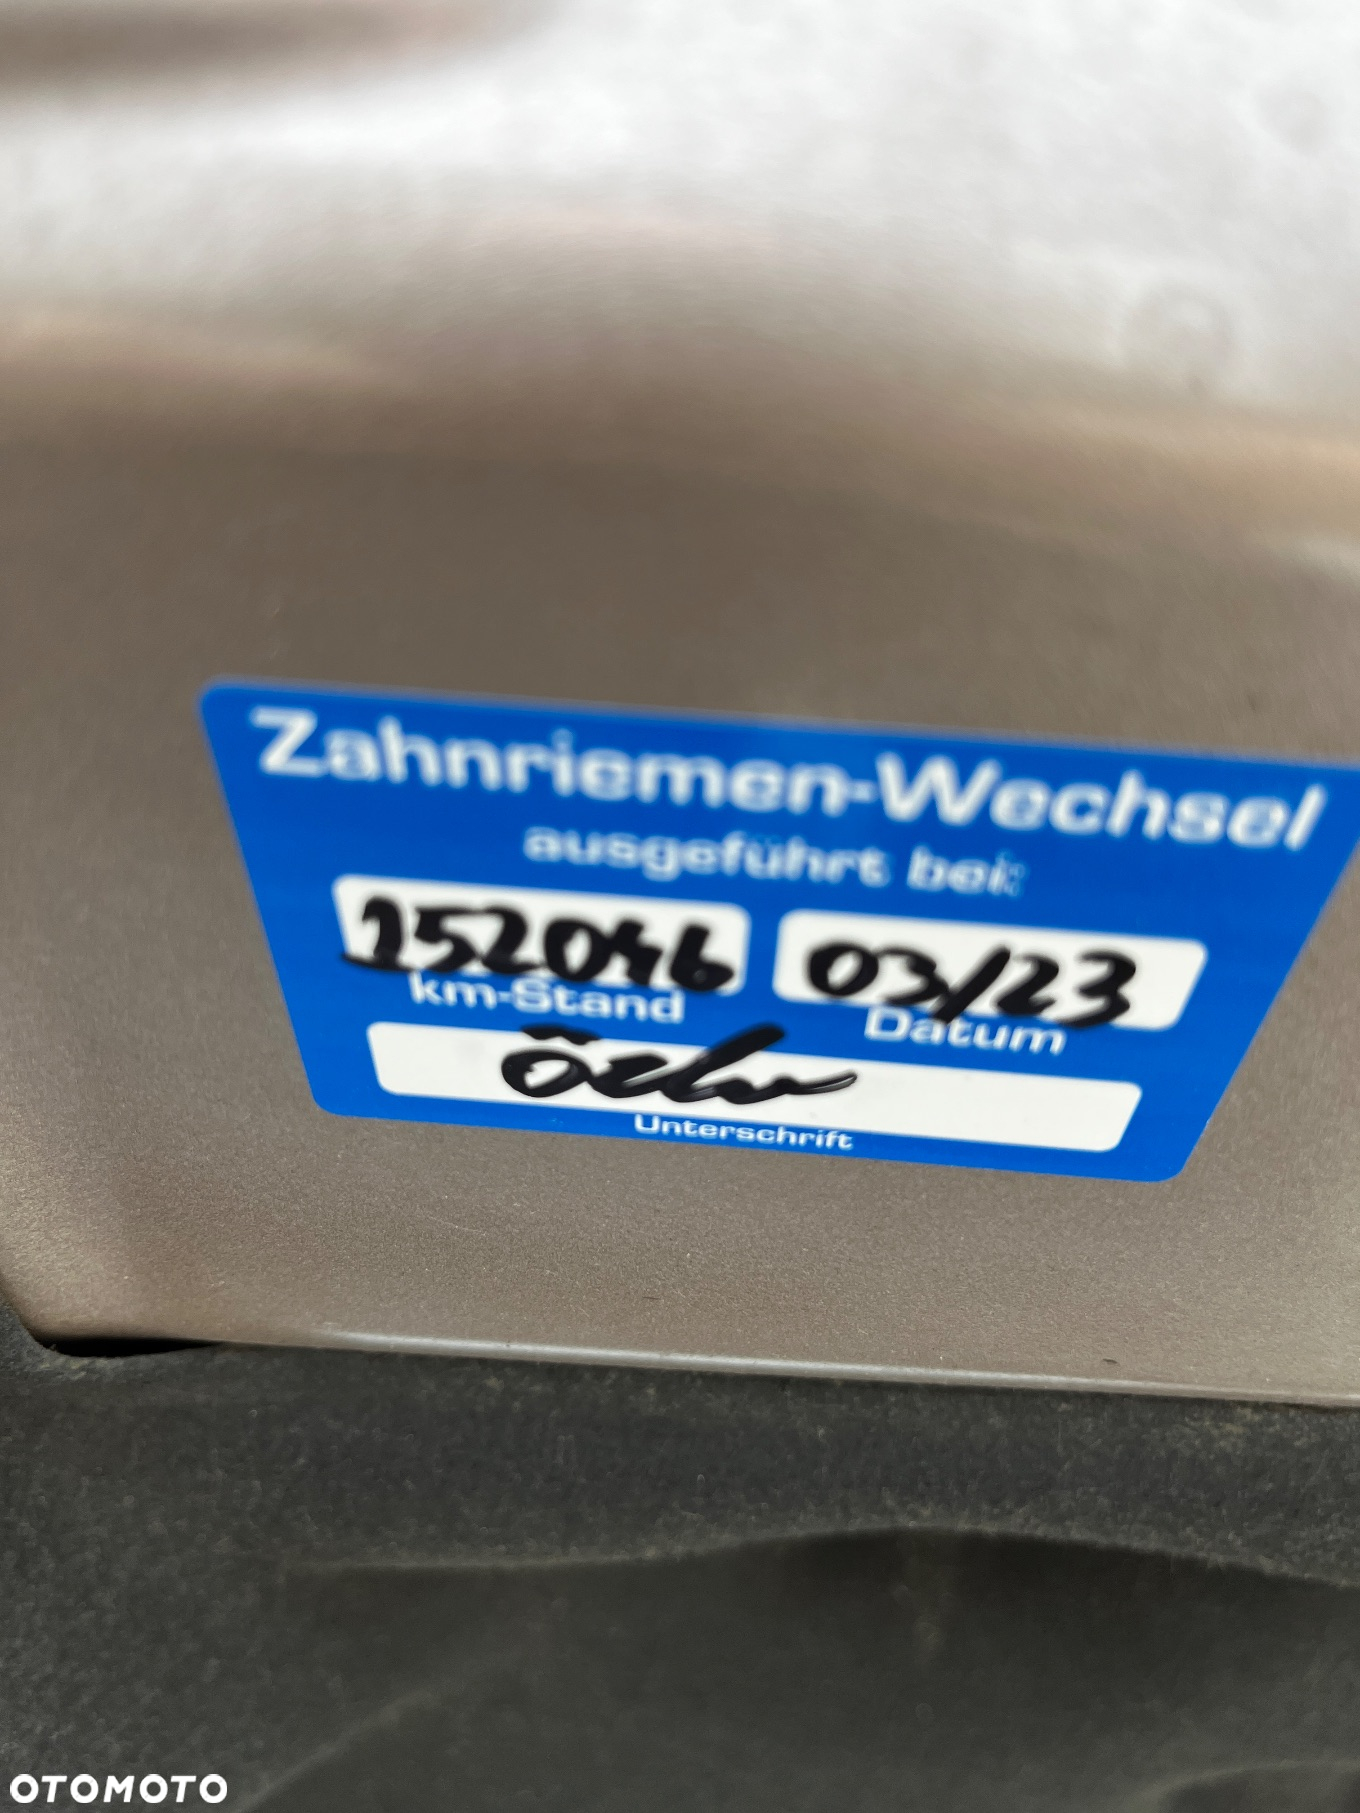 Zahnriemen-Wechsel
ausgeführt bei:
152046 03/23
km-Stand Datum
Unterschrift
OTOMOTO